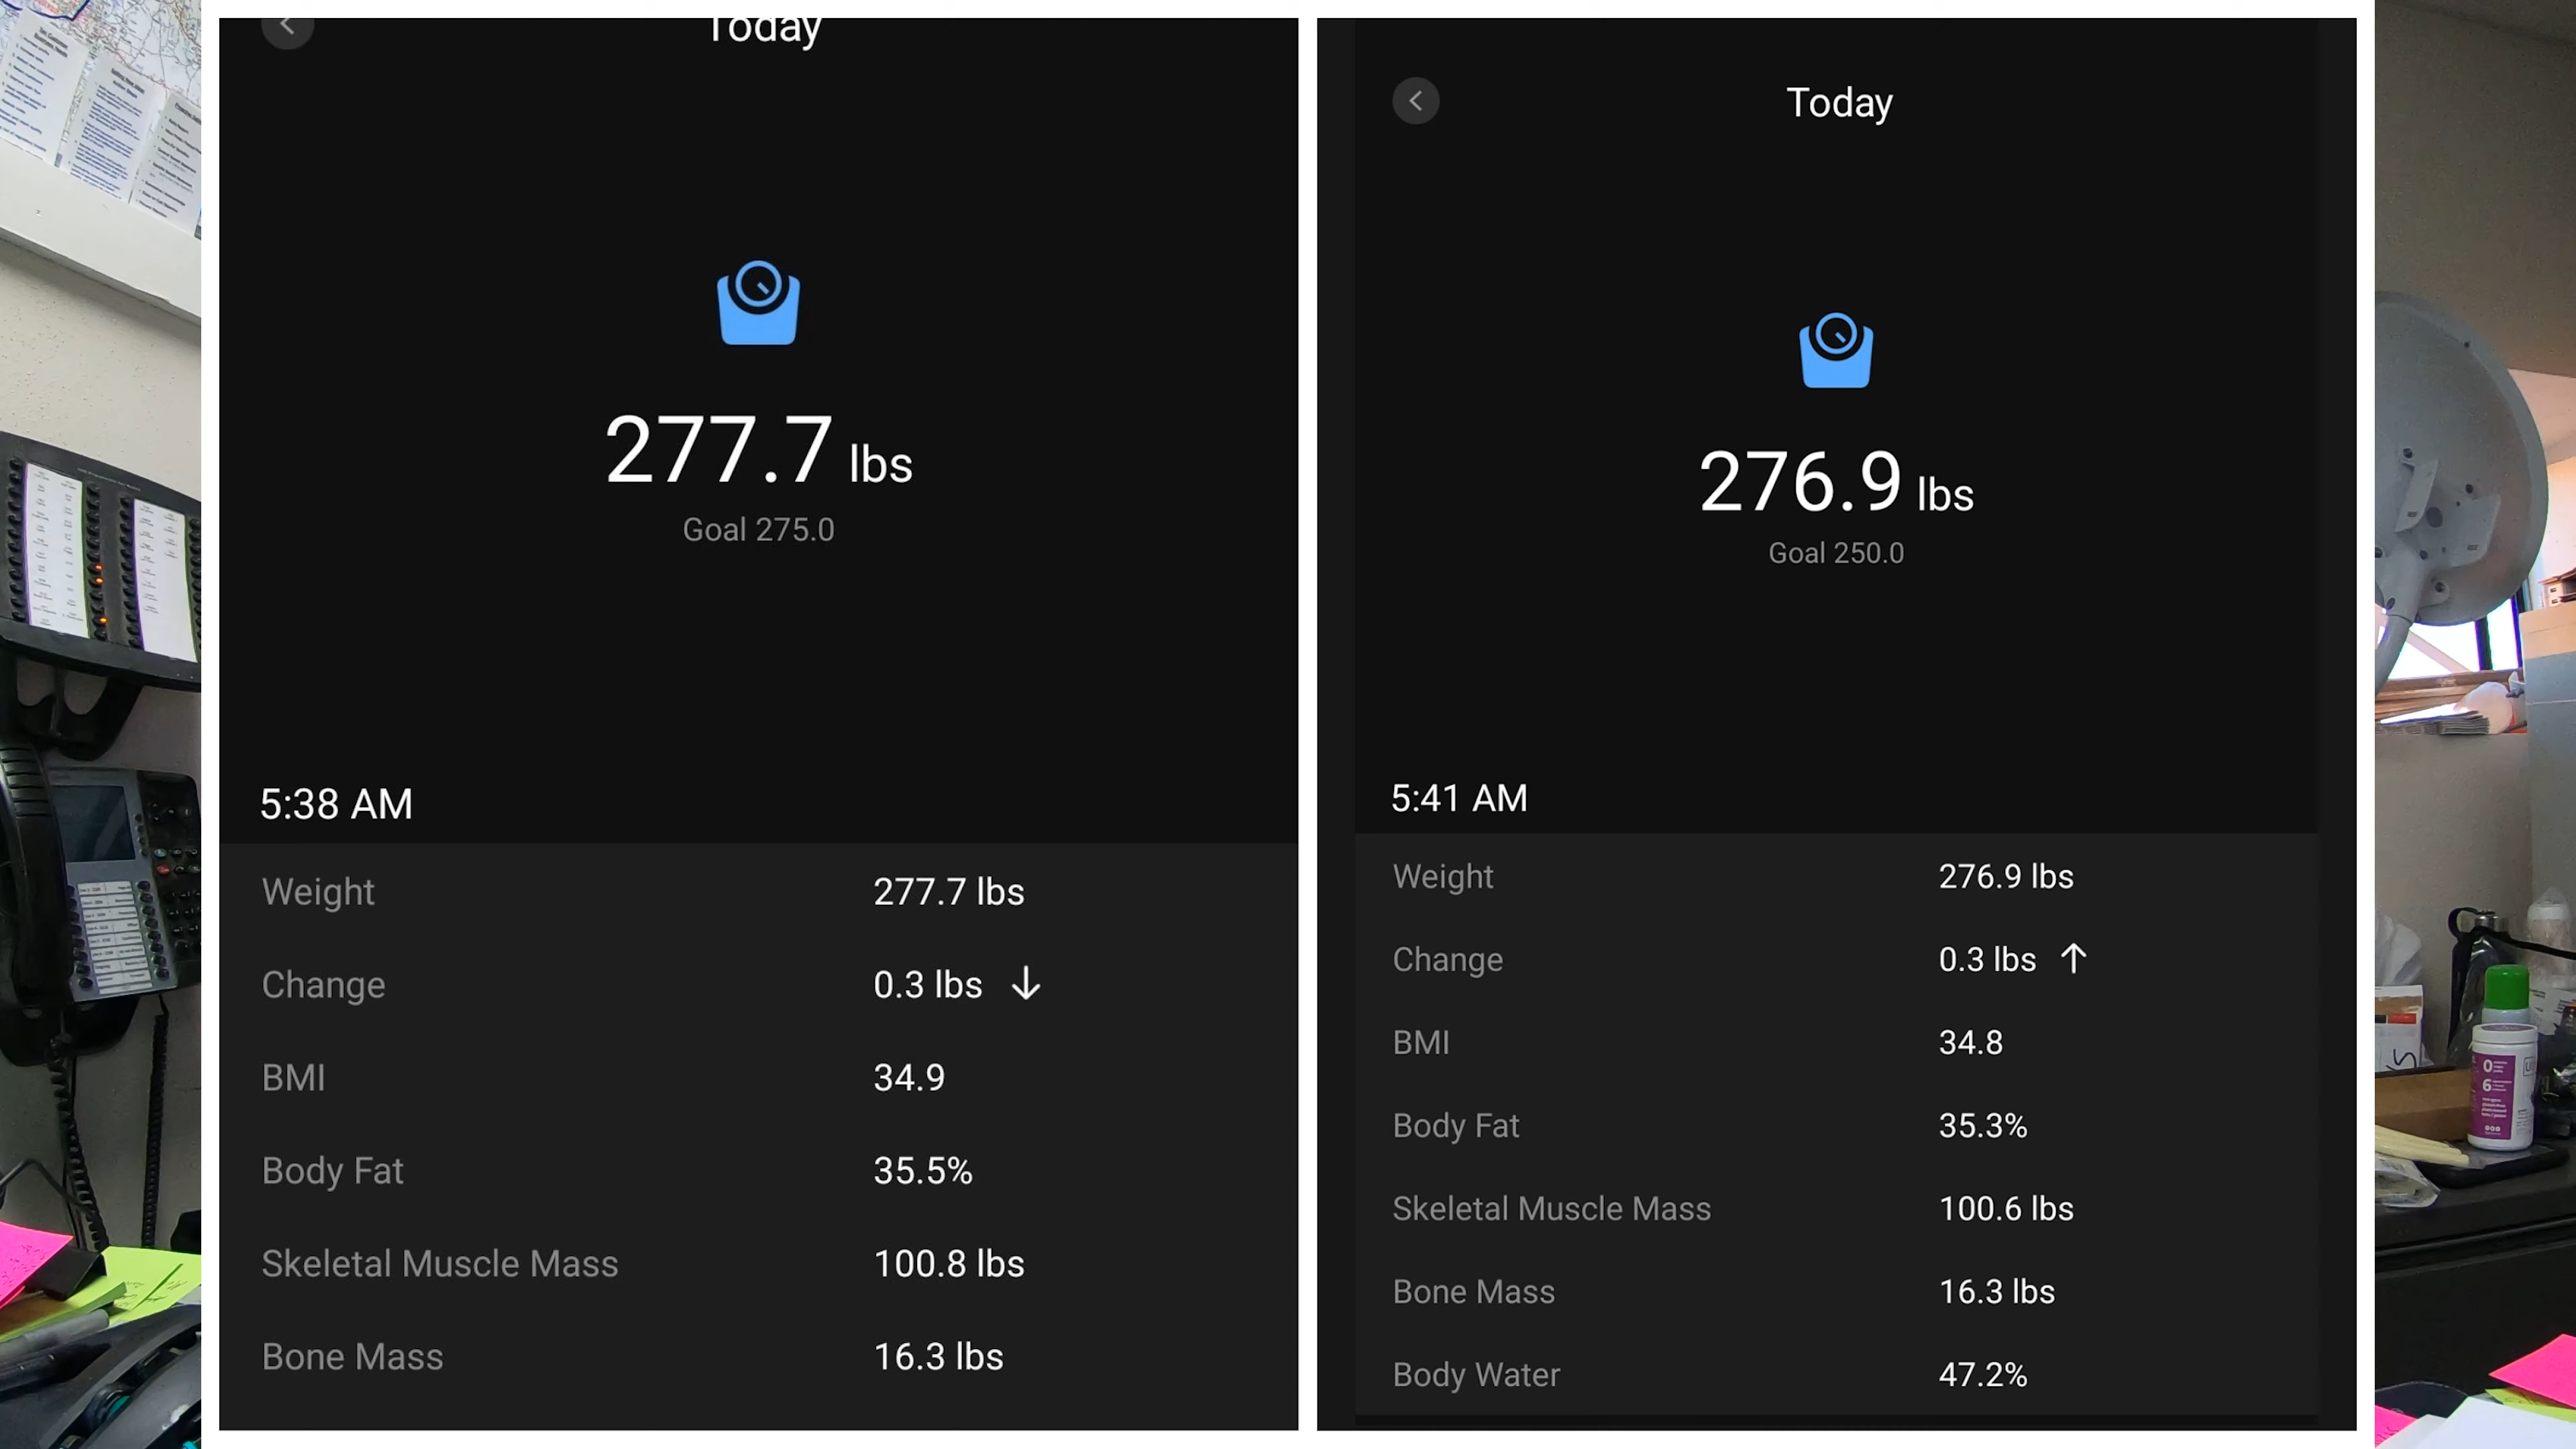 Today
277.7 lbs
Goal 275.0
5:38 AM
Weight 277.7 lbs
Change 0.3 lbs ↓
BMI 34.9
Body Fat 35.5%
Skeletal Muscle Mass 100.8 lbs
Bone Mass 16.3 lbs
Today
276.9 lbs
Goal 250.0
5:41 AM
Weight 276.9 lbs
Change 0.3 lbs ↑
BMI 34.8
Body Fat 35.3%
Skeletal Muscle Mass 100.6 lbs
Bone Mass 16.3 lbs
Body Water 47.2%
0
6